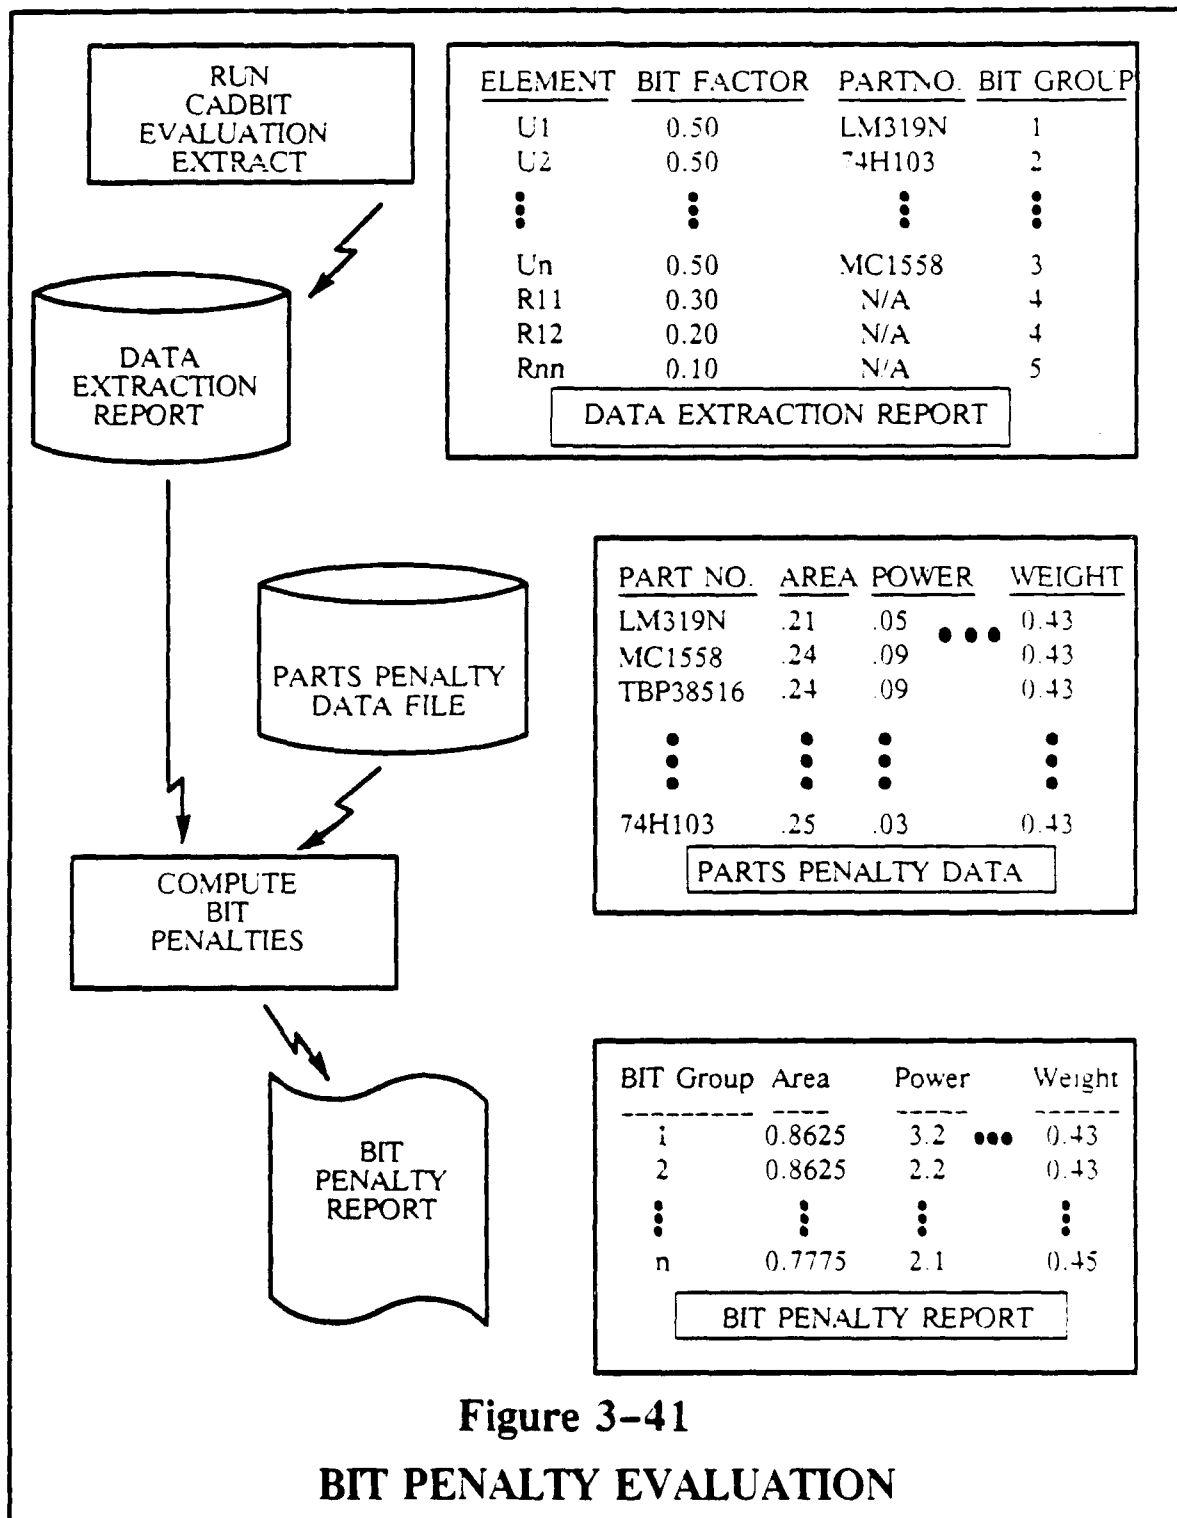 RUN
CADBIT
EVALUATION
EXTRACT
ELEMENT BIT FACTOR PARTNO. BIT GROUP
U1 0.50 LM319N 1
U2 0.50 74H103 2
Un 0.50 MC1558 3
R11 0.30 N/A 4
R12 0.20 N/A 4
Rnn 0.10 N/A 5
DATA EXTRACTION REPORT
DATA
EXTRACTION
REPORT
PARTS PENALTY
DATA FILE
PART NO. AREA POWER WEIGHT
LM319N .21 .05 0.43
MC1558 .24 .09 0.43
TBP38516 .24 .09 0.43
74H103 .25 .03 0.43
PARTS PENALTY DATA
COMPUTE
BIT
PENALTIES
BIT
PENALTY
REPORT
BIT Group Area Power Weight
1 0.8625 3.2 0.43
2 0.8625 2.2 0.43
n 0.7775 2.1 0.45
BIT PENALTY REPORT
Figure 3-41
BIT PENALTY EVALUATION